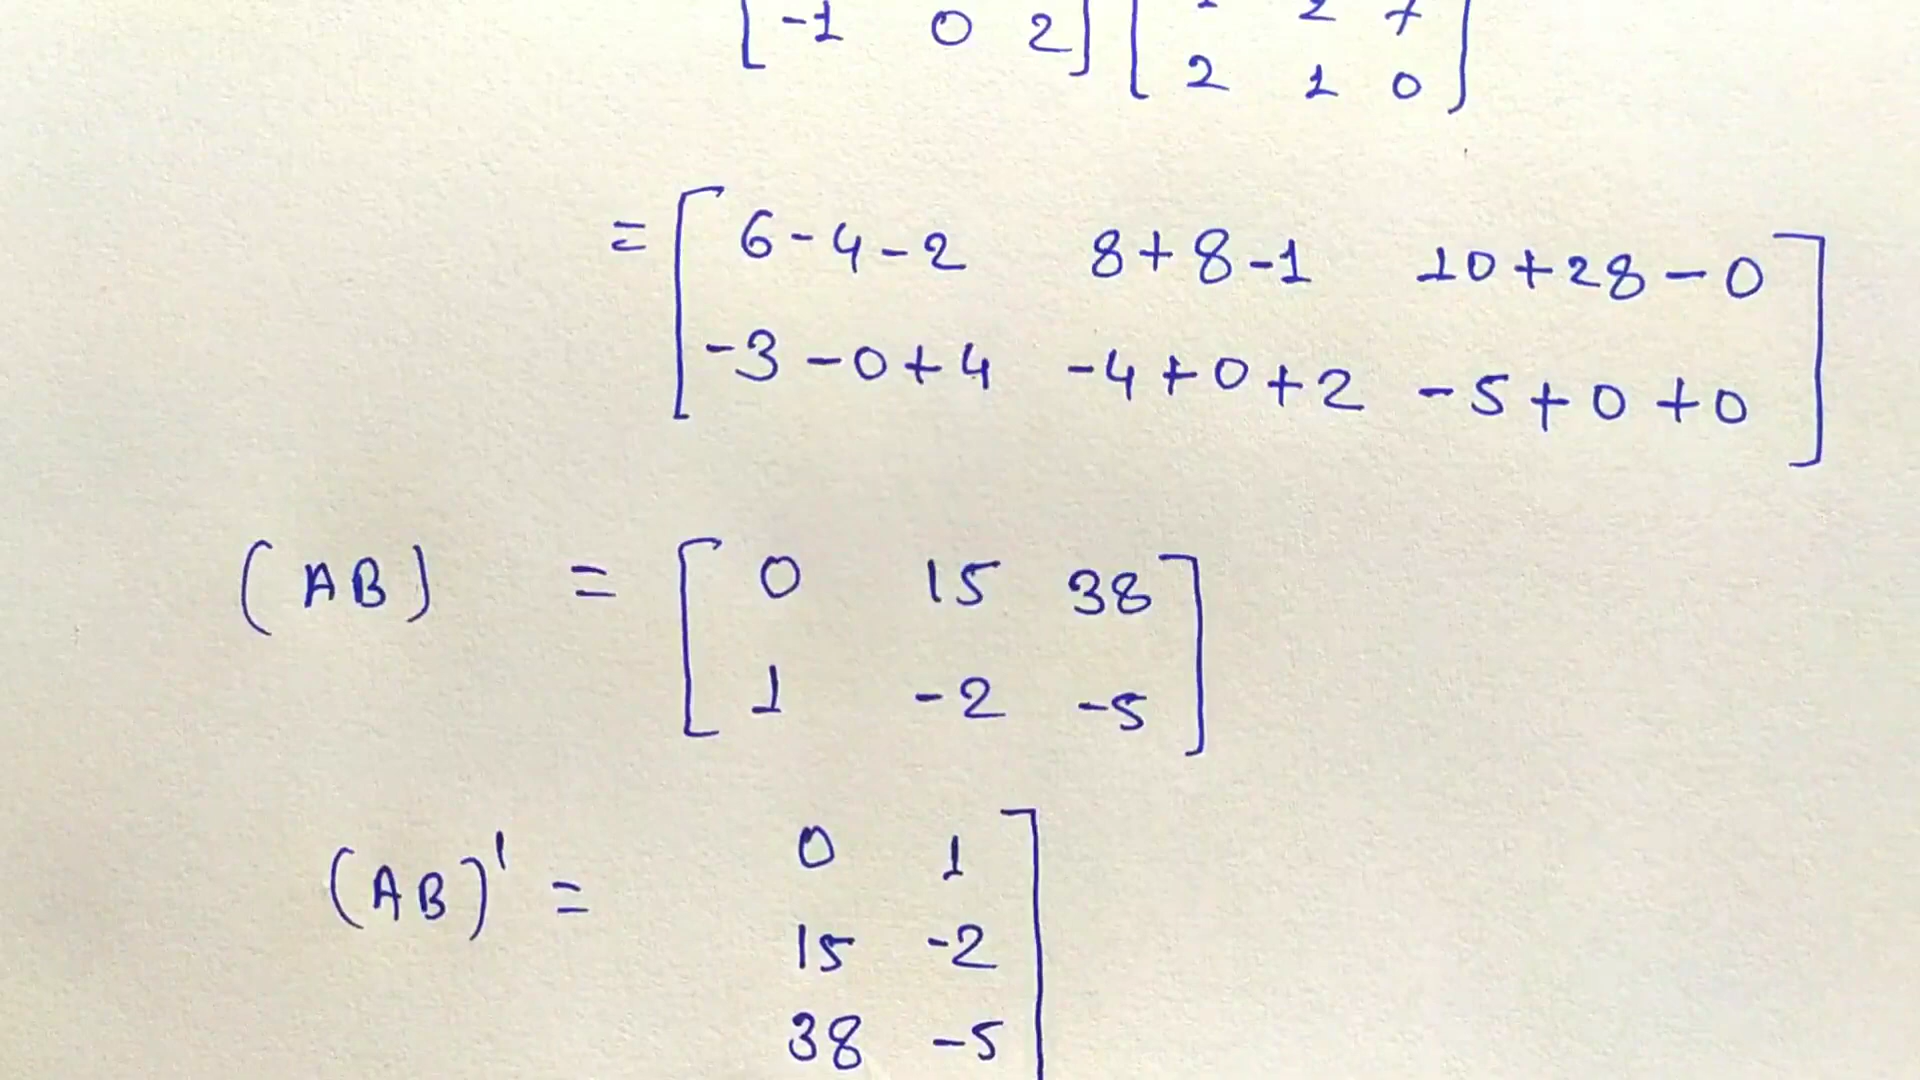 [ -1 0 2 ] [ 2 7
2 1 0 ]
= [ 6-4-2 8+8-1 10+28-0
-3-0+4 -4+0+2 -5+0+0 ]
(AB) = [ 0 15 38
1 -2 -5 ]
(AB)' = 0 1
15 -2
38 -5 ]